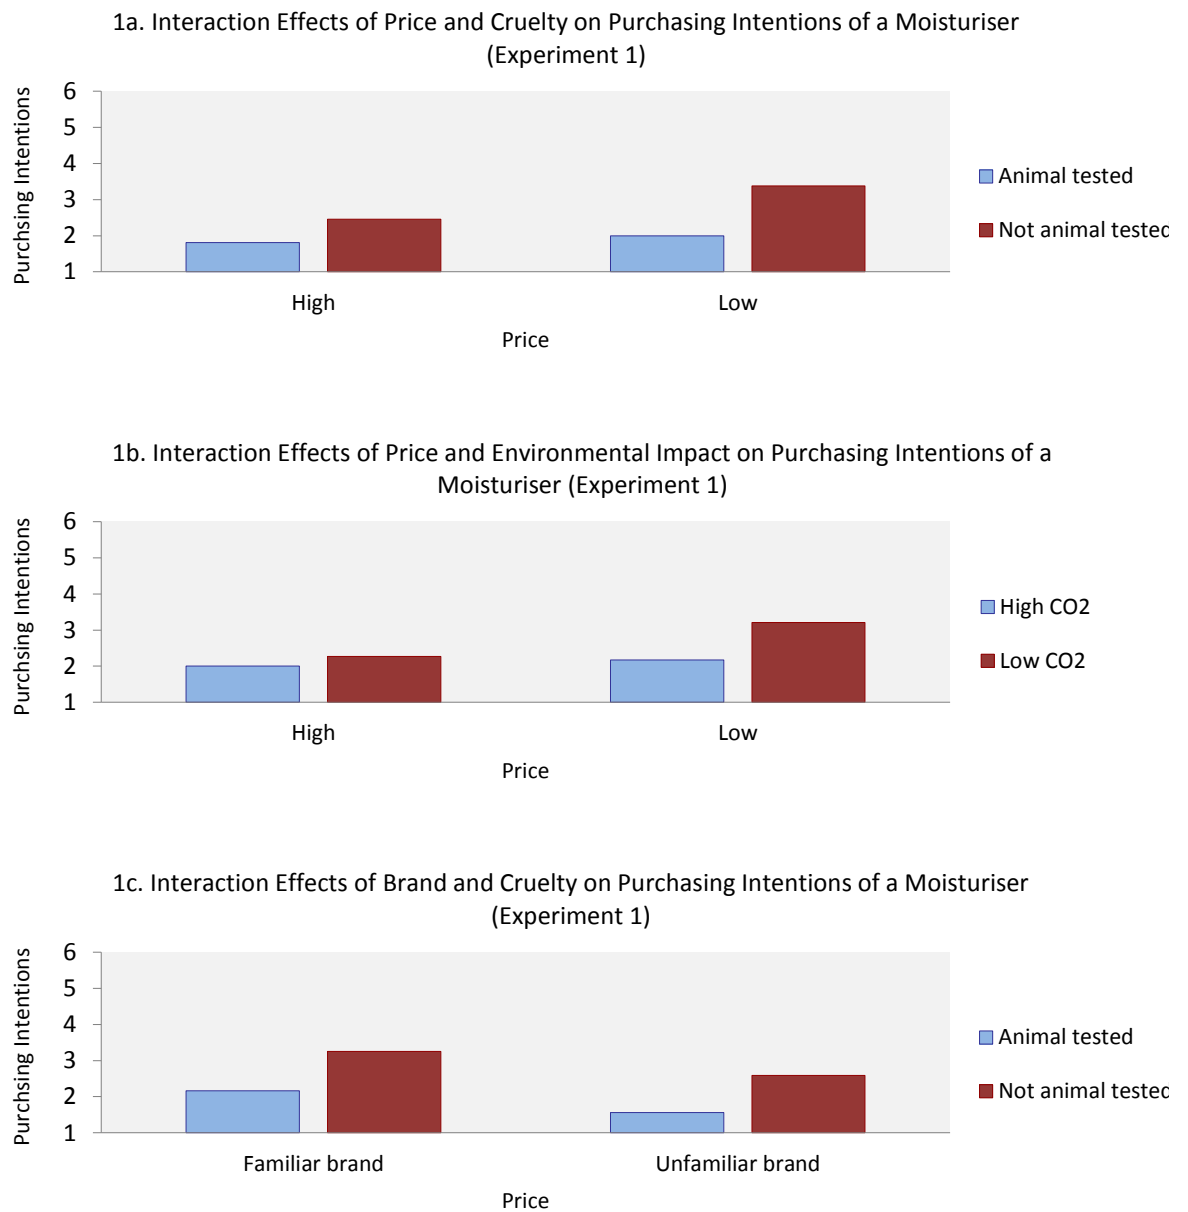 1a. Interaction Effects of Price and Cruelty on Purchasing Intentions of a Moisturiser
(Experiment 1)
Purchsing Intentions
6
5
4
3
2
1
High
Low
Price
Animal tested
Not animal tested
1b. Interaction Effects of Price and Environmental Impact on Purchasing Intentions of a
Moisturiser (Experiment 1)
Purchsing Intentions
6
5
4
3
2
1
High
Low
Price
High CO2
Low CO2
1c. Interaction Effects of Brand and Cruelty on Purchasing Intentions of a Moisturiser
(Experiment 1)
Purchsing Intentions
6
5
4
3
2
1
Familiar brand
Unfamiliar brand
Price
Animal tested
Not animal tested